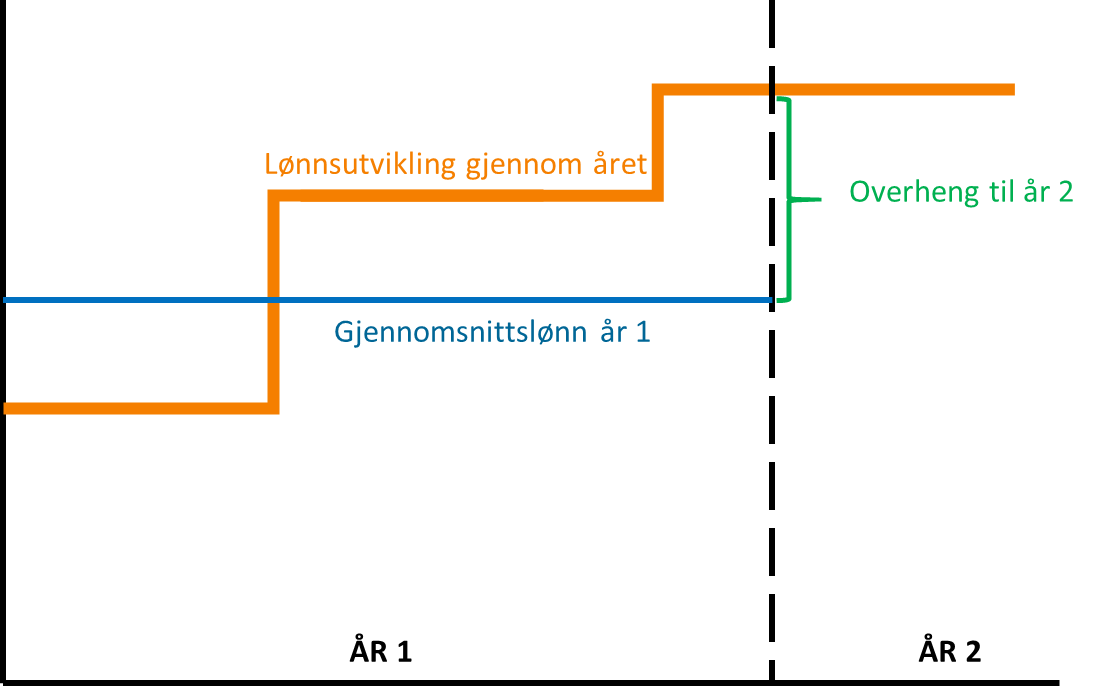 Lønnsutvikling gjennom året
Overheng til år 2
Gjennomsnittslønn år 1
ÅR 1
ÅR 2